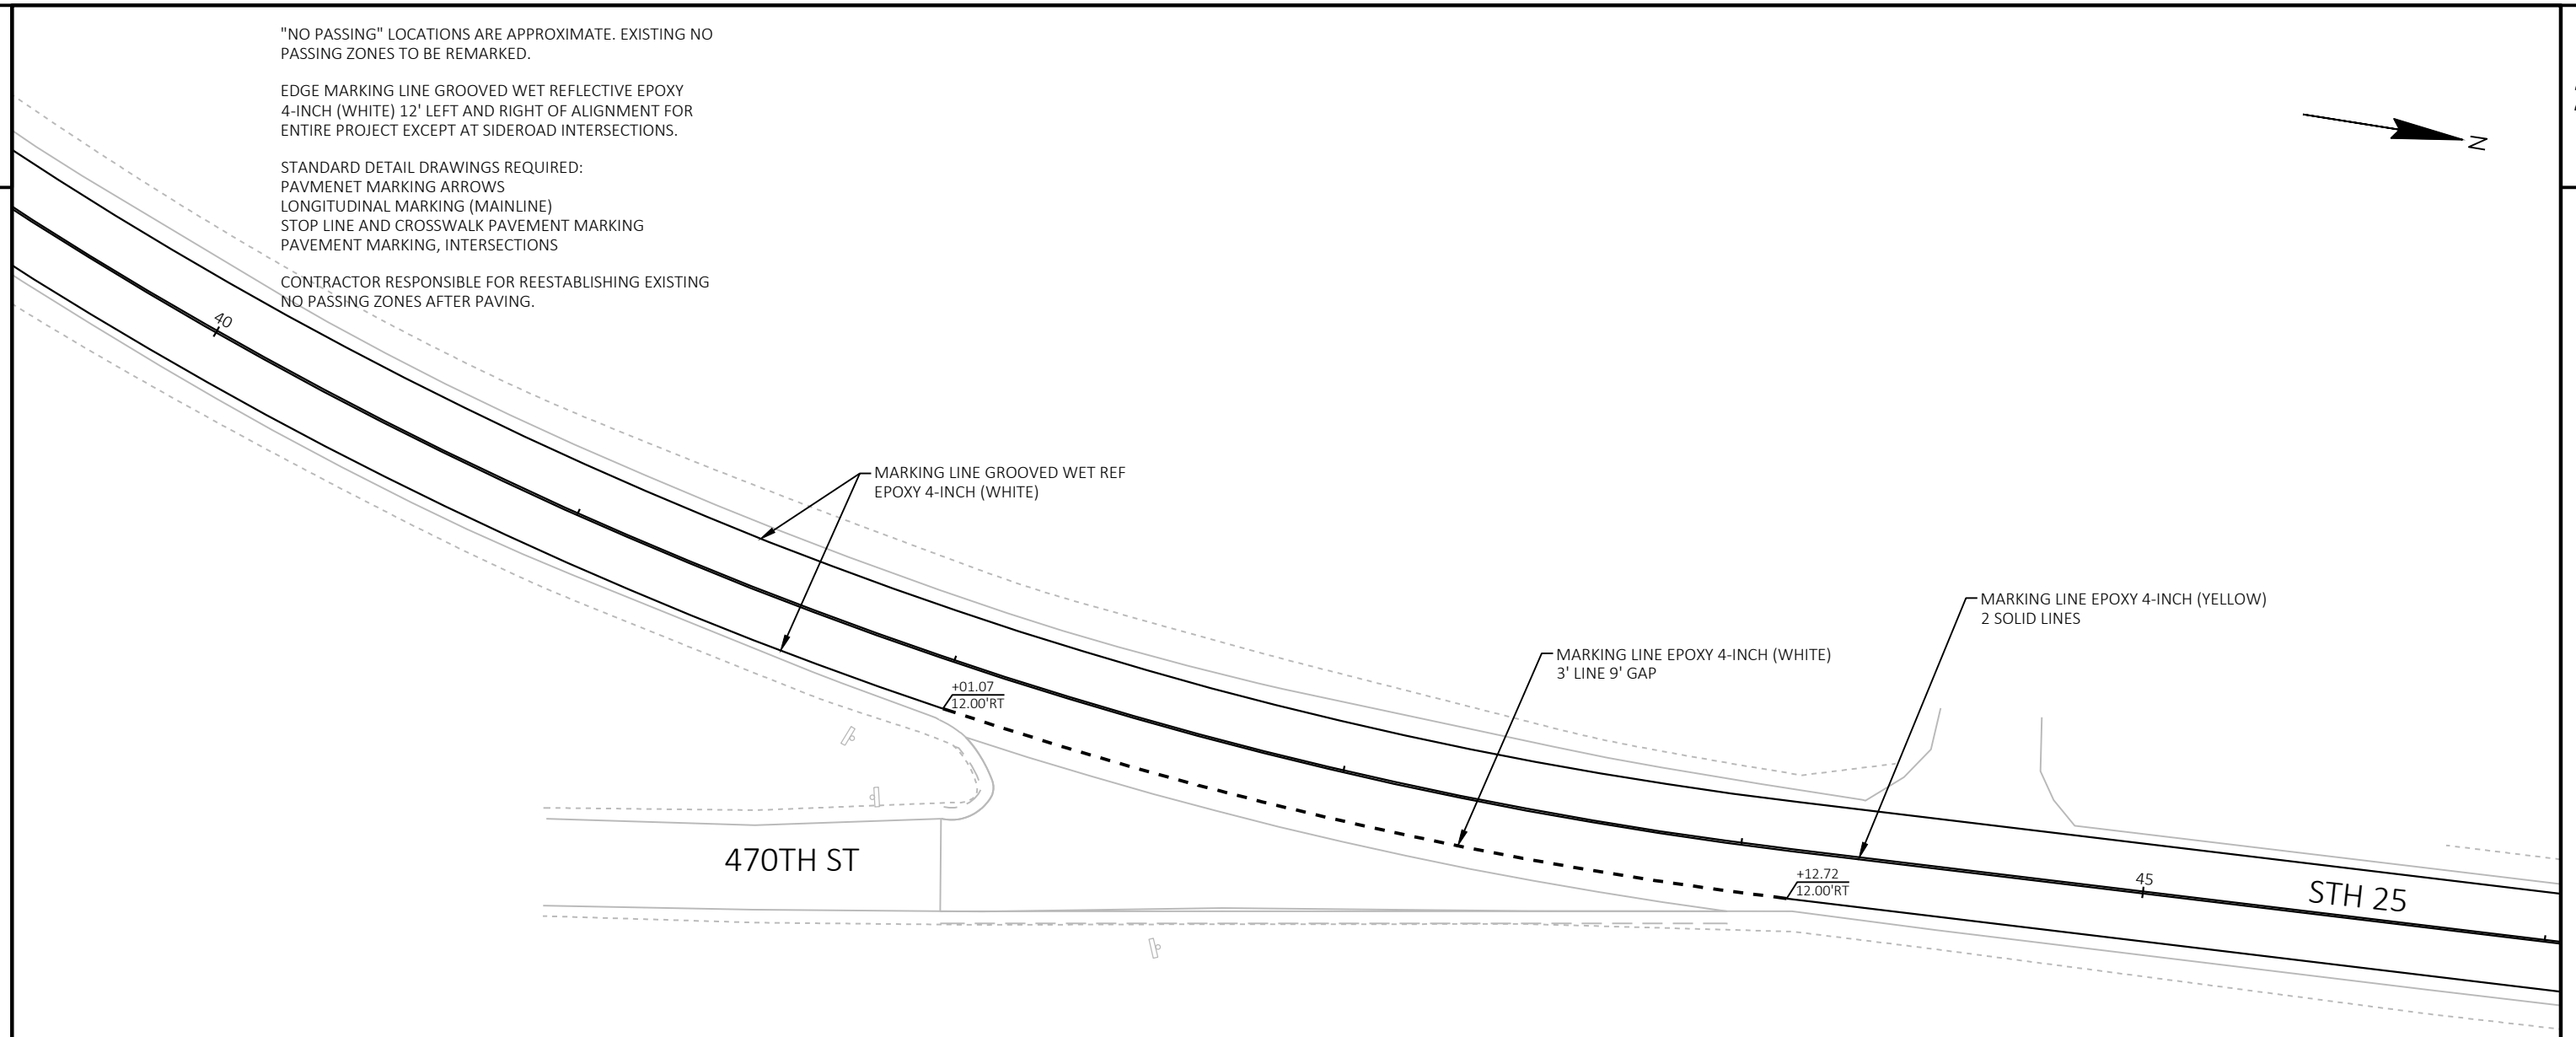 "NO PASSING" LOCATIONS ARE APPROXIMATE. EXISTING NO
PASSING ZONES TO BE REMARKED.
EDGE MARKING LINE GROOVED WET REFLECTIVE EPOXY
4-INCH (WHITE) 12' LEFT AND RIGHT OF ALIGNMENT FOR
ENTIRE PROJECT EXCEPT AT SIDEROAD INTERSECTIONS.
STANDARD DETAIL DRAWINGS REQUIRED:
PAVMENET MARKING ARROWS
LONGITUDINAL MARKING (MAINLINE)
STOP LINE AND CROSSWALK PAVEMENT MARKING
PAVEMENT MARKING, INTERSECTIONS
CONTRACTOR RESPONSIBLE FOR REESTABLISHING EXISTING
NO PASSING ZONES AFTER PAVING.
N
40
MARKING LINE GROOVED WET REF
EPOXY 4-INCH (WHITE)
MARKING LINE EPOXY 4-INCH (YELLOW)
2 SOLID LINES
MARKING LINE EPOXY 4-INCH (WHITE)
3' LINE 9' GAP
+01.07
12.00'RT
470TH ST
+12.72
12.00'RT
45
STH 25